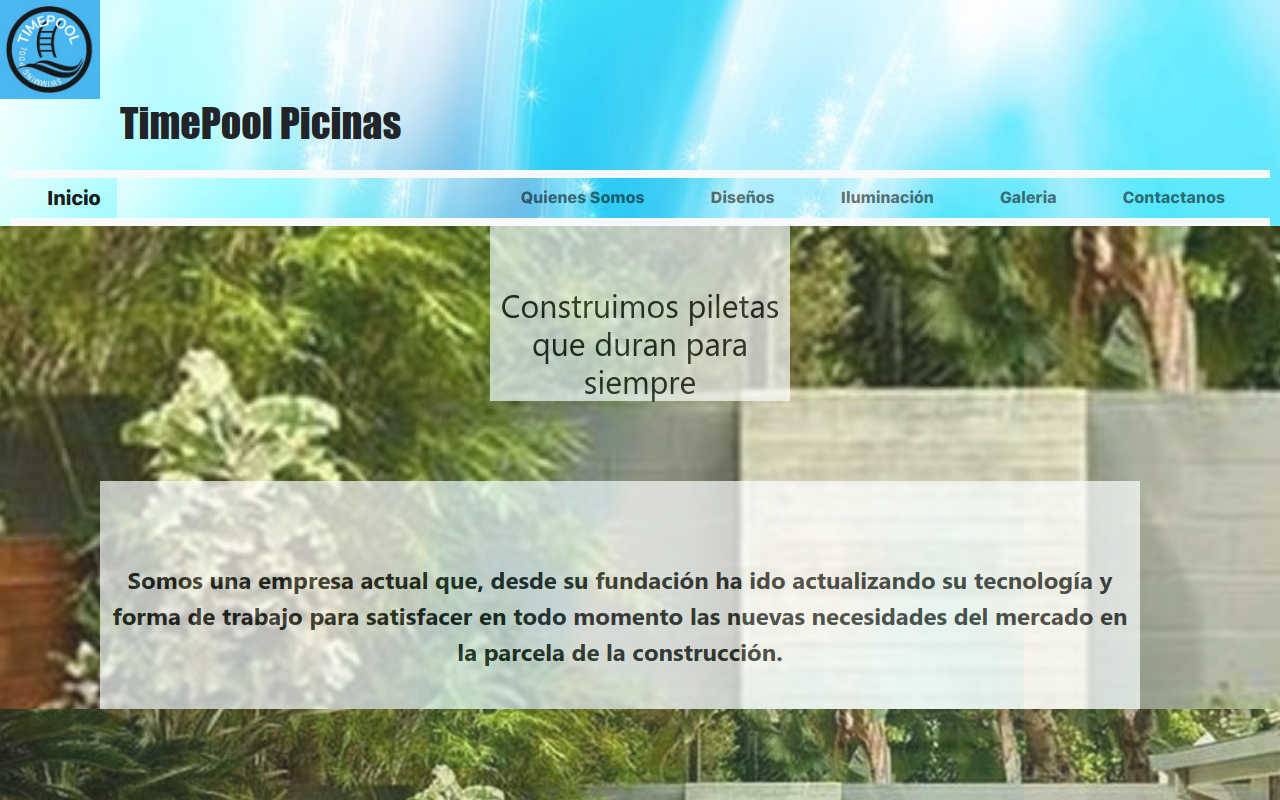 TIMEPOOL
SWIMMING POOL
TimePool Picinas
Inicio
Quienes Somos
Diseños
Iluminación
Galeria
Contactanos
Construimos piletas
que duran para
siempre
Somos una empresa actual que, desde su fundación ha ido actualizando su tecnología y
forma de trabajo para satisfacer en todo momento las nuevas necesidades del mercado en
la parcela de la construcción.